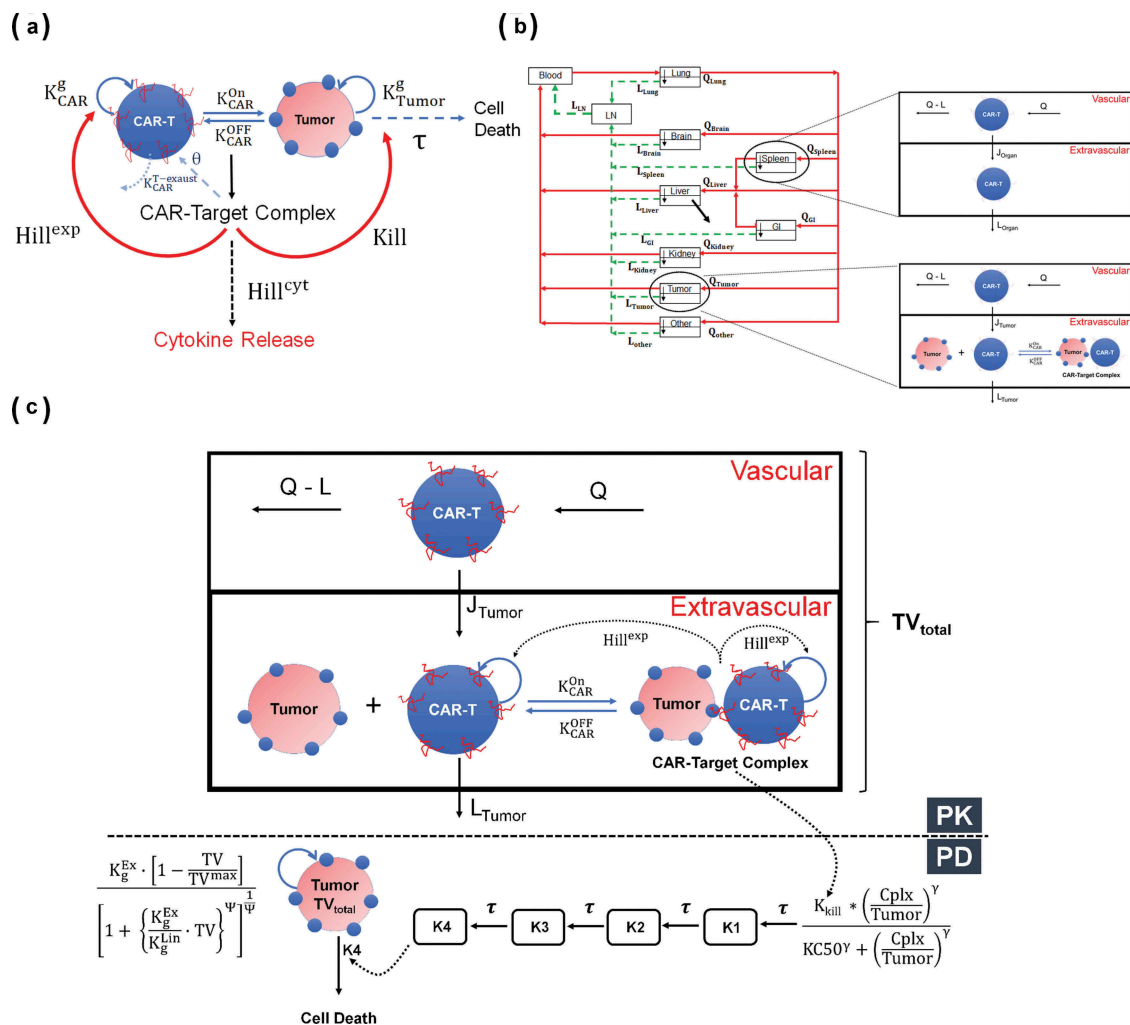 (a)
K^g_CAR
CAR-T
K^On_CAR
K^OFF_CAR
Tumor
K^g_Tumor
τ
Cell
Death
θ
K^T-exaust_CAR
CAR-Target Complex
Hill^exp
Kill
Hill^cyt
Cytokine Release
(b)
Blood
Lung
Q_Lung
L_Lung
L_LN
LN
Brain
Q_Brain
L_Brain
Spleen
Q_Spleen
L_Spleen
Liver
Q_Liver
L_Liver
GI
Q_GI
L_GI
Kidney
Q_Kidney
L_Kidney
Tumor
Q_Tumor
L_Tumor
Other
Q_other
L_other
Vascular
Q - L
CAR-T
Q
J_Organ
Extravascular
CAR-T
L_Organ
Vascular
Q - L
CAR-T
Q
J_Tumor
Extravascular
Tumor
+
CAR-T
K^On_CAR
K^OFF_CAR
Tumor
CAR-T
CAR-Target Complex
L_Tumor
(c)
Vascular
Q - L
CAR-T
Q
J_Tumor
Extravascular
TV_total
Hill^exp
Hill^exp
Tumor
+
CAR-T
K^On_CAR
K^OFF_CAR
Tumor
CAR-T
CAR-Target Complex
L_Tumor
PK
PD
K^Ex_g · [1 − TV/TV^max]
[1 + {K^Ex_g/K^Lin_g · TV}^Ψ]^1/Ψ
Tumor
TV_total
K4
Cell Death
K4
τ
K3
τ
K2
τ
K1
τ
K_kill * (Cplx/Tumor)^γ
KC50^γ + (Cplx/Tumor)^γ